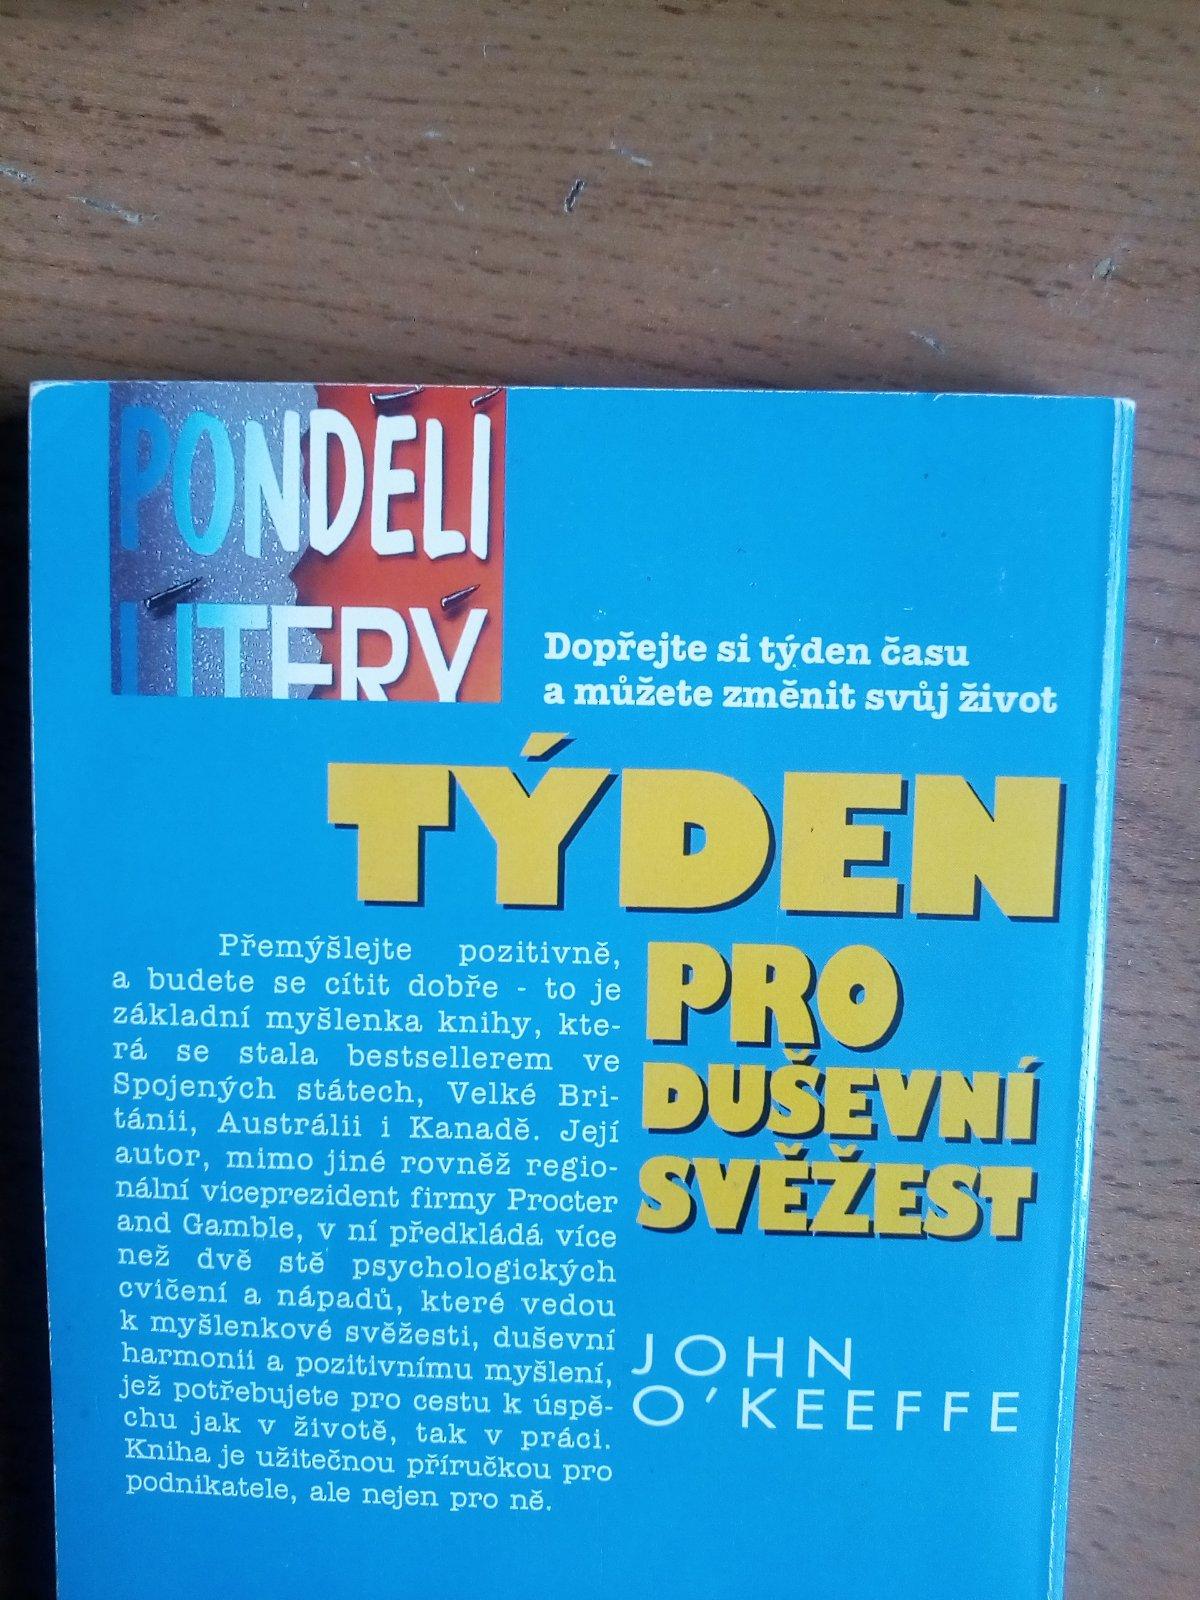 PONDĚLÍ
ÚTERÝ
Dopřejte si týden času
a můžete změnit svůj život
TÝDEN
PRO
DUŠEVNÍ
SVĚŽEST
Přemýšlejte pozitivně,
a budete se cítit dobře - to je
základní myšlenka knihy, kte-
rá se stala bestsellerem ve
Spojených státech, Velké Bri-
tánii, Austrálii i Kanadě. Její
autor, mimo jiné rovněž regio-
nální viceprezident firmy Procter
and Gamble, v ní předkládá více
než dvě stě psychologických
cvičení a nápadů, které vedou
k myšlenkové svěžesti, duševní
harmonii a pozitivnímu myšlení,
jež potřebujete pro cestu k úspě-
chu jak v životě, tak v práci.
Kniha je užitečnou příručkou pro
podnikatele, ale nejen pro ně.
JOHN
O'KEEFFE